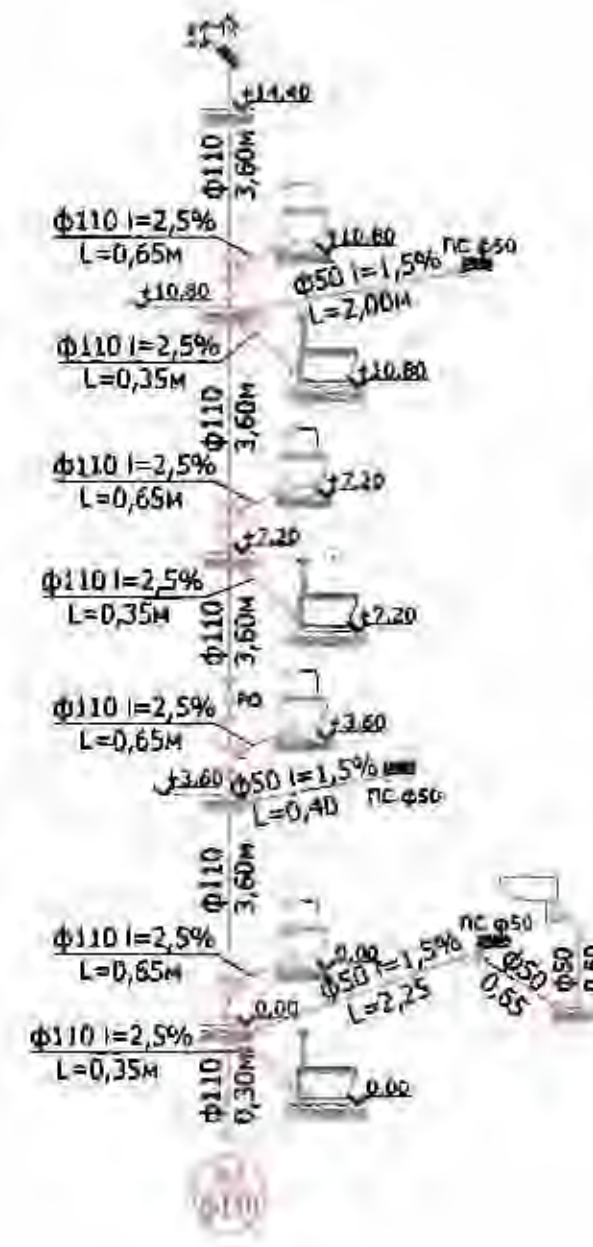 +14.40
ф110
3,60м
ф110 i=2,5%
L=0,65м
10.80
ПС ф50
ф50 i=1,5%
L=2,00м
+10.80
ф110 i=2,5%
L=0,35м
+10.80
ф110
3,60м
ф110 i=2,5%
L=0,65м
+7.20
+7.20
ф110 i=2,5%
L=0,35м
ф110
3,60м
+7.20
РО
ф110 i=2,5%
L=0,65м
+3.60
+3.60
ф50 i=1,5%
L=0,40
ПС ф50
ф110
3,60м
ф110 i=2,5%
L=0,65м
0.00
ф50 i=1,5%
L=2,25
ПС ф50
ф50
0,65
ф50
0,60
0.00
ф110 i=2,5%
L=0,35м
ф110
0,30м
0.00
ф110